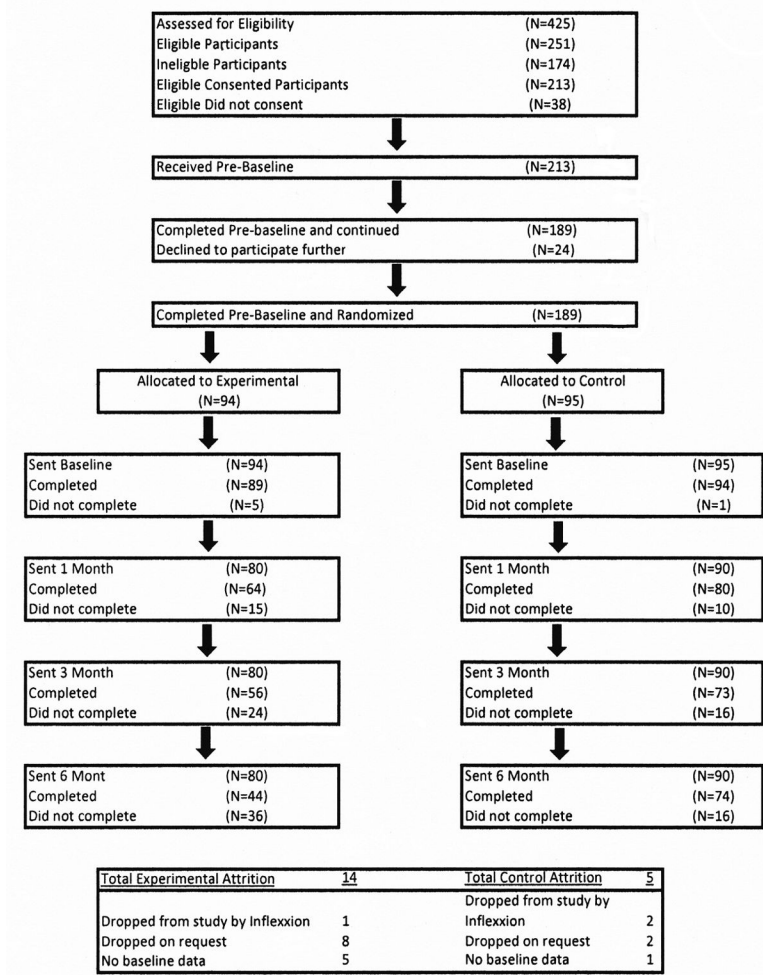 Assessed for Eligibility (N=425)
Eligible Participants (N=251)
Ineligble Participants (N=174)
Eligible Consented Participants (N=213)
Eligible Did not consent (N=38)
Received Pre-Baseline (N=213)
Completed Pre-baseline and continued (N=189)
Declined to participate further (N=24)
Completed Pre-Baseline and Randomized (N=189)
Allocated to Experimental
(N=94)
Allocated to Control
(N=95)
Sent Baseline (N=94)
Completed (N=89)
Did not complete (N=5)
Sent Baseline (N=95)
Completed (N=94)
Did not complete (N=1)
Sent 1 Month (N=80)
Completed (N=64)
Did not complete (N=15)
Sent 1 Month (N=90)
Completed (N=80)
Did not complete (N=10)
Sent 3 Month (N=80)
Completed (N=56)
Did not complete (N=24)
Sent 3 Month (N=90)
Completed (N=73)
Did not complete (N=16)
Sent 6 Mont (N=80)
Completed (N=44)
Did not complete (N=36)
Sent 6 Month (N=90)
Completed (N=74)
Did not complete (N=16)
Total Experimental Attrition 14
Dropped from study by Inflexxion 1
Dropped on request 8
No baseline data 5
Total Control Attrition 5
Dropped from study by
Inflexxion 2
Dropped on request 2
No baseline data 1